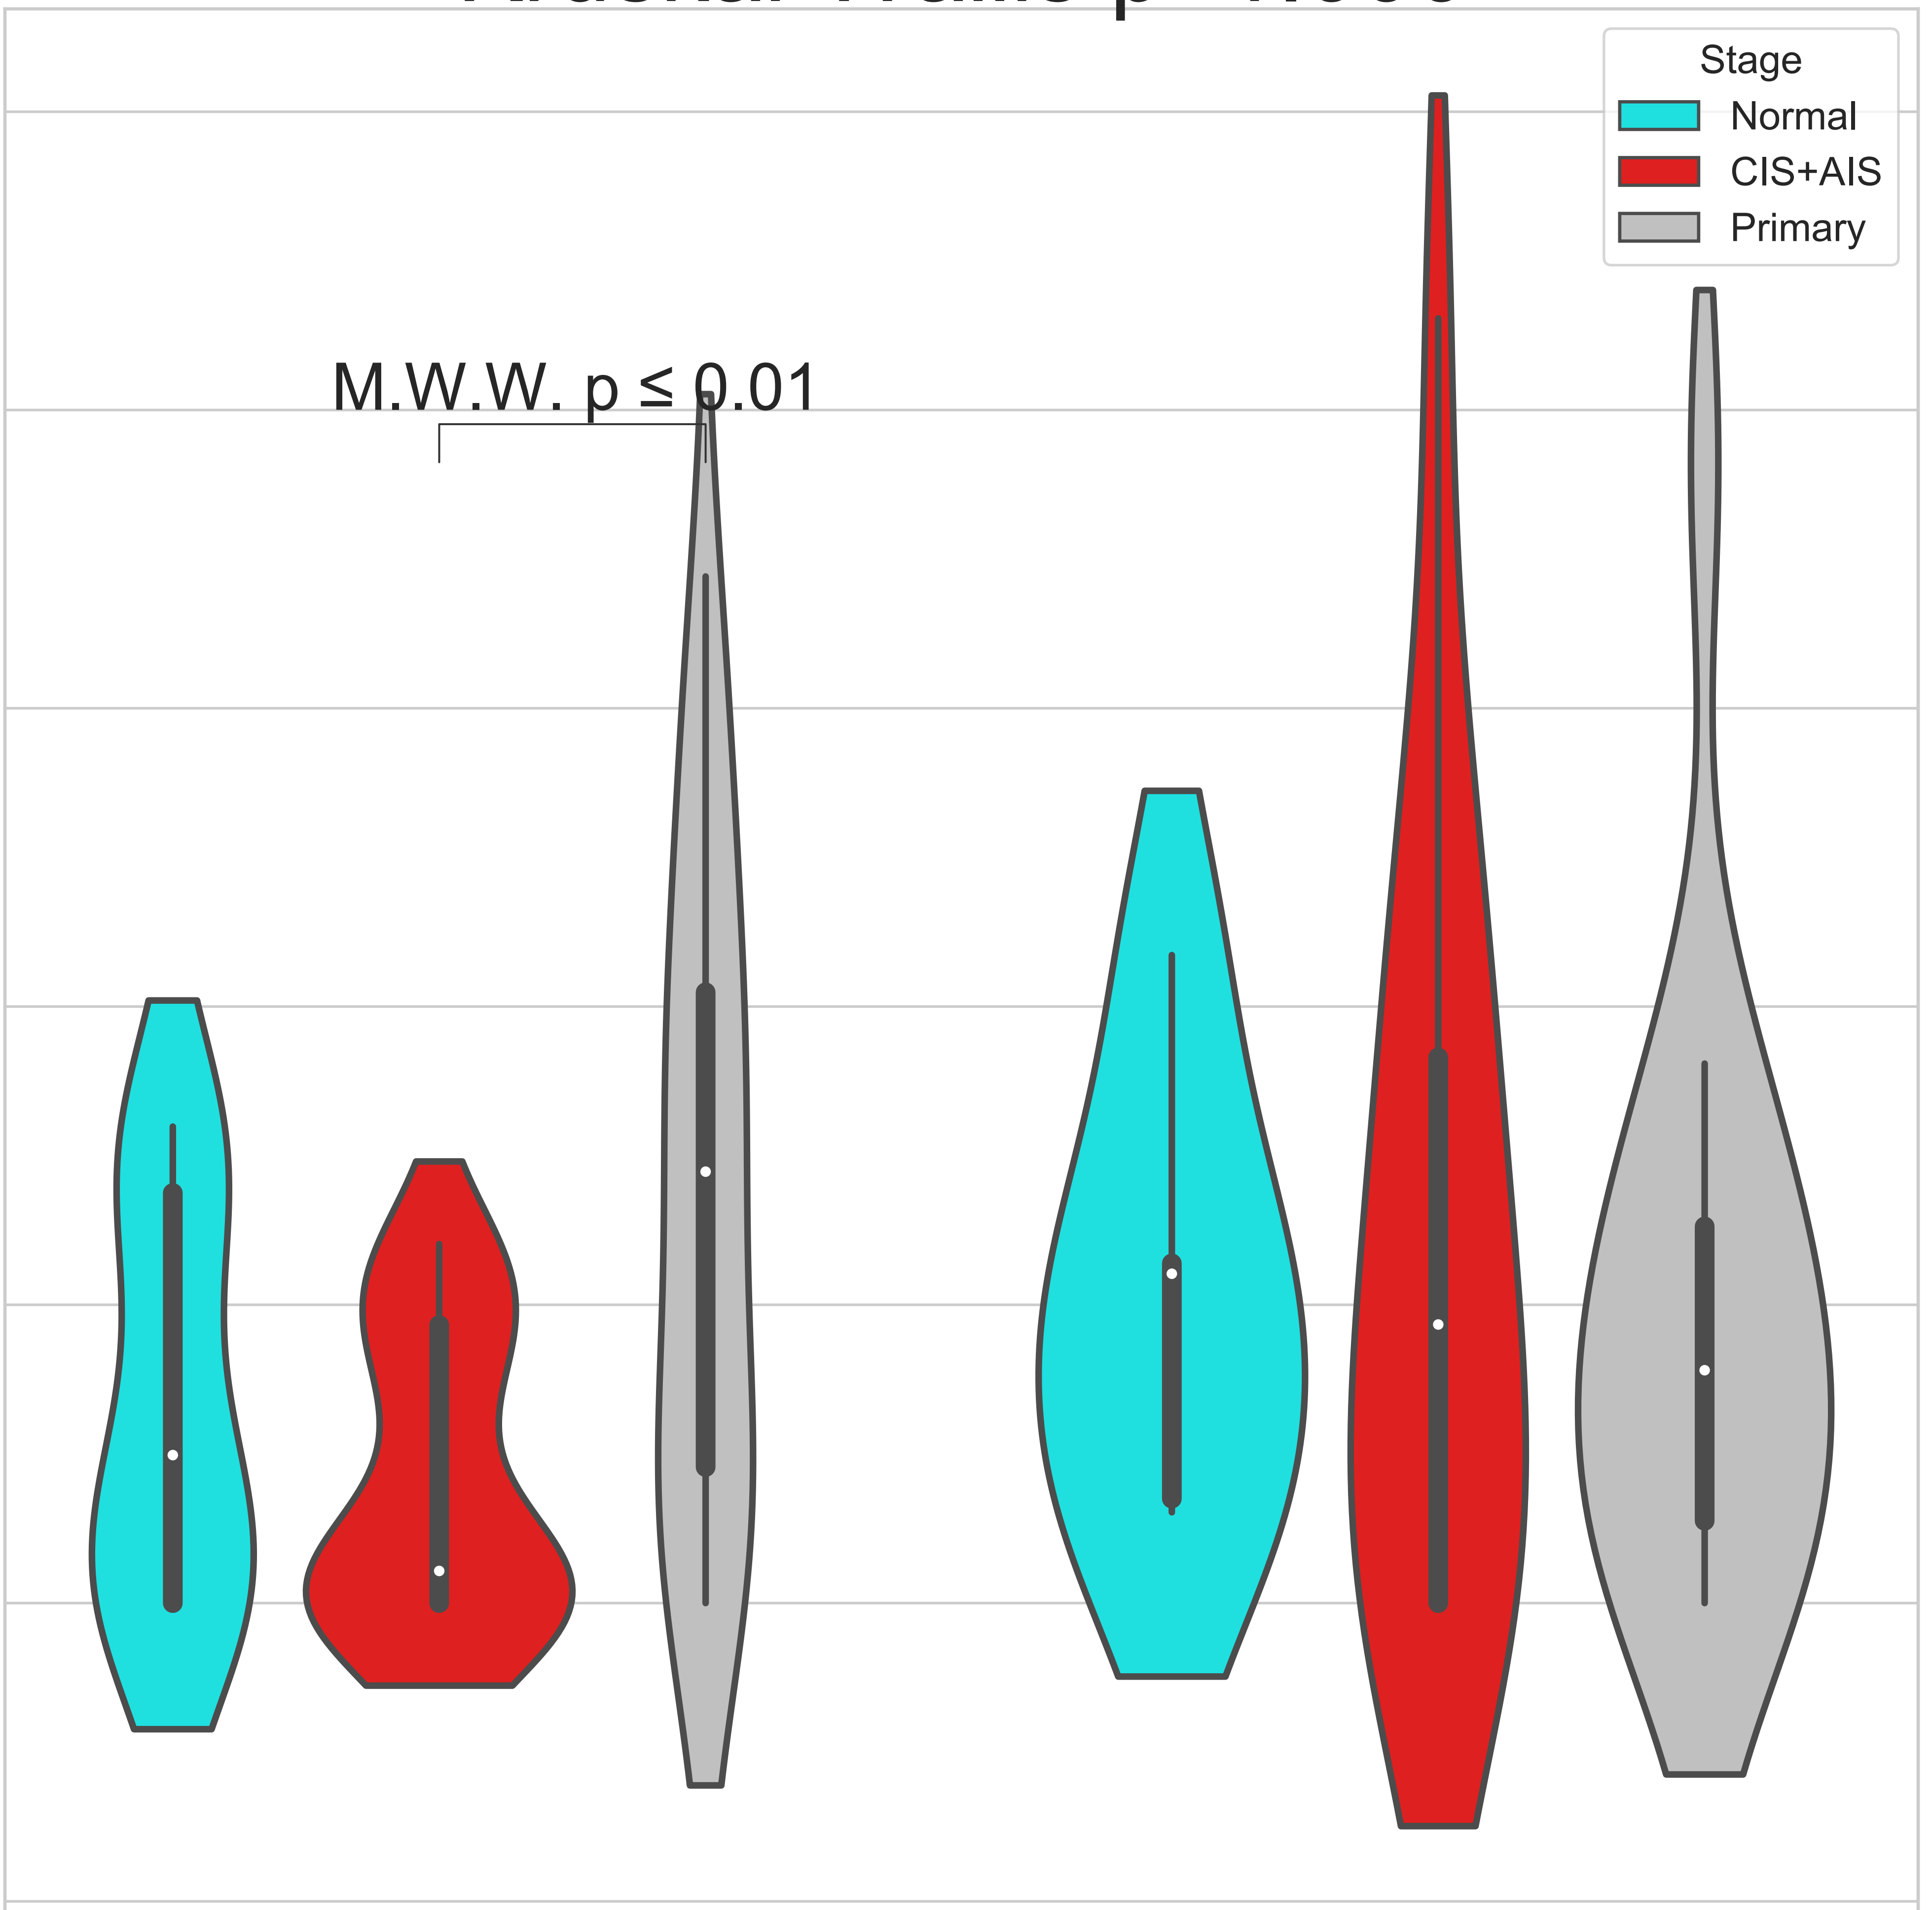 Stage
Normal
CIS+AIS
Primary
M.W.W. p ≤ 0.01